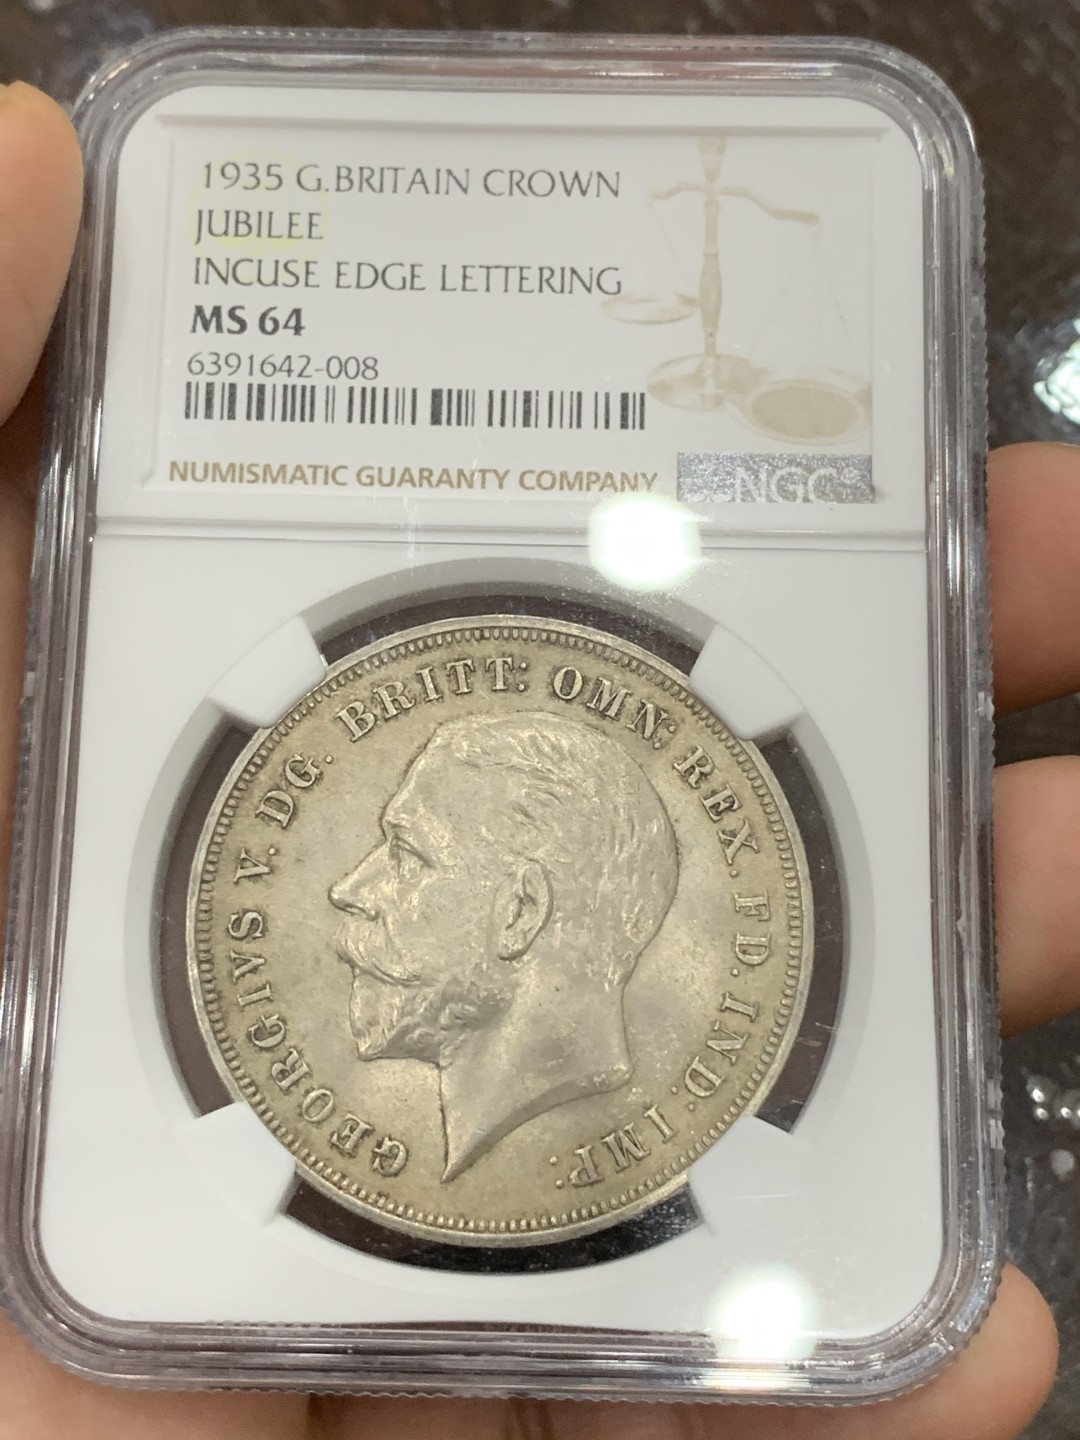 1935 G.BRITAIN CROWN
JUBILEE
INCUSE EDGE LETTERING
MS 64
6391642-008
NUMISMATIC GUARANTY COMPANY
NGC
GEORGIVS V. DG. BRITT: OMN: REX. FD. IND: IMP: